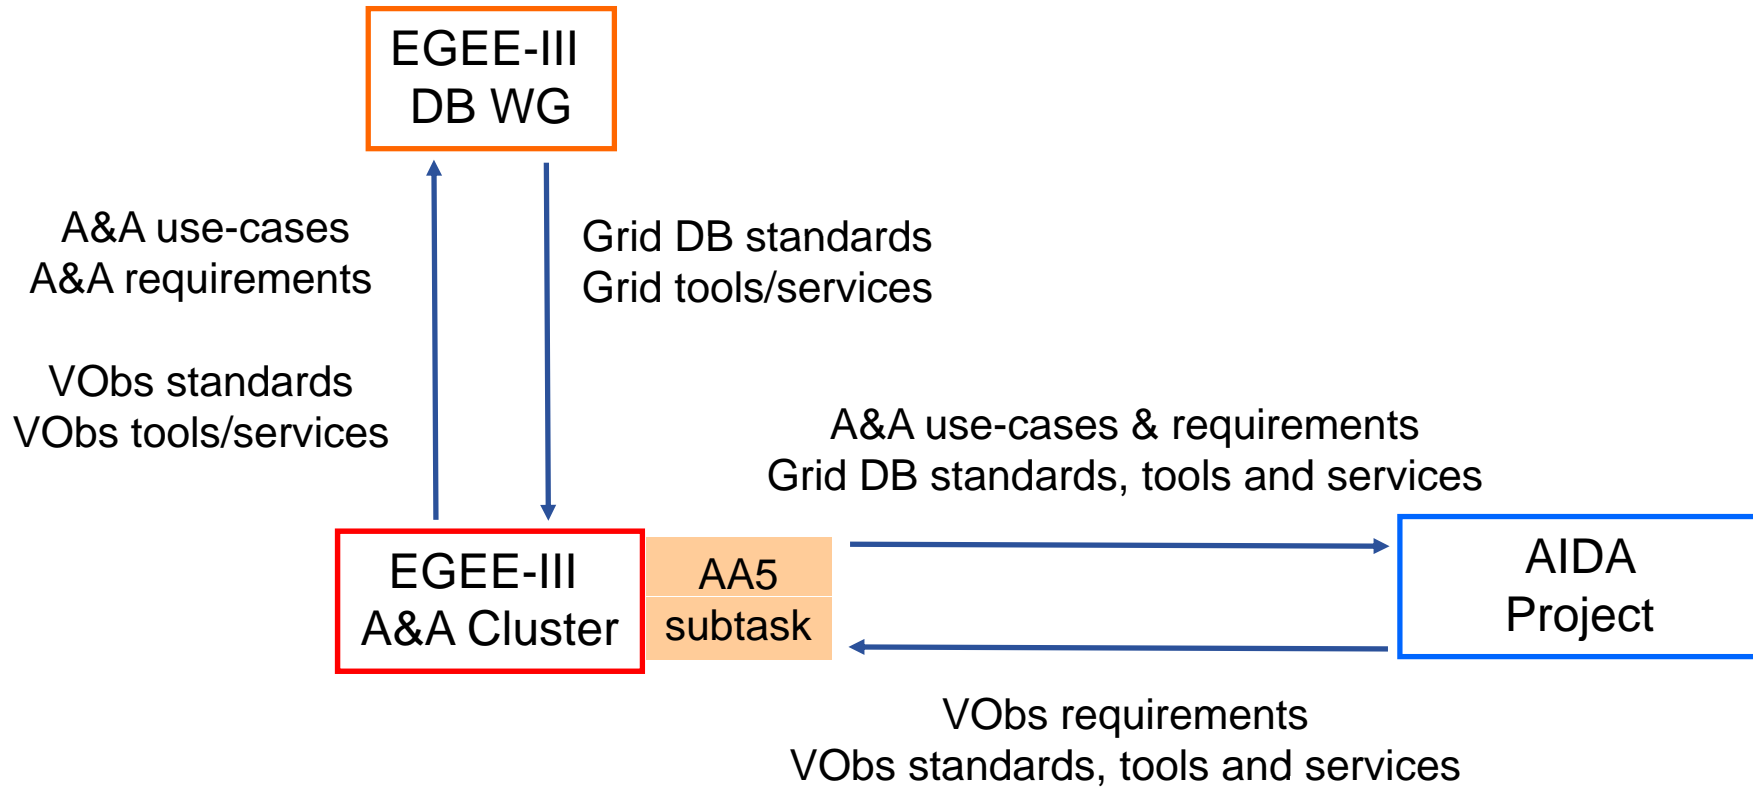 EGEE-III
DB WG
A&A use-cases
A&A requirements
Grid DB standards
Grid tools/services
VObs standards
VObs tools/services
A&A use-cases & requirements
Grid DB standards, tools and services
EGEE-III
A&A Cluster
AA5
subtask
AIDA
Project
VObs requirements
VObs standards, tools and services